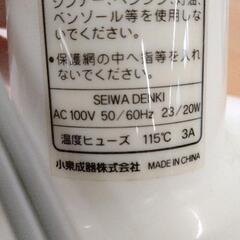 ベンゾール等を使用しな
いでください。
•保護網の中へ指等を入れ
ないでください。
SEIWA DENKI
AC 100V 50/60Hz 23/20W
温度ヒューズ 115℃ 3A
小泉成器株式会社 MADE IN CHINA